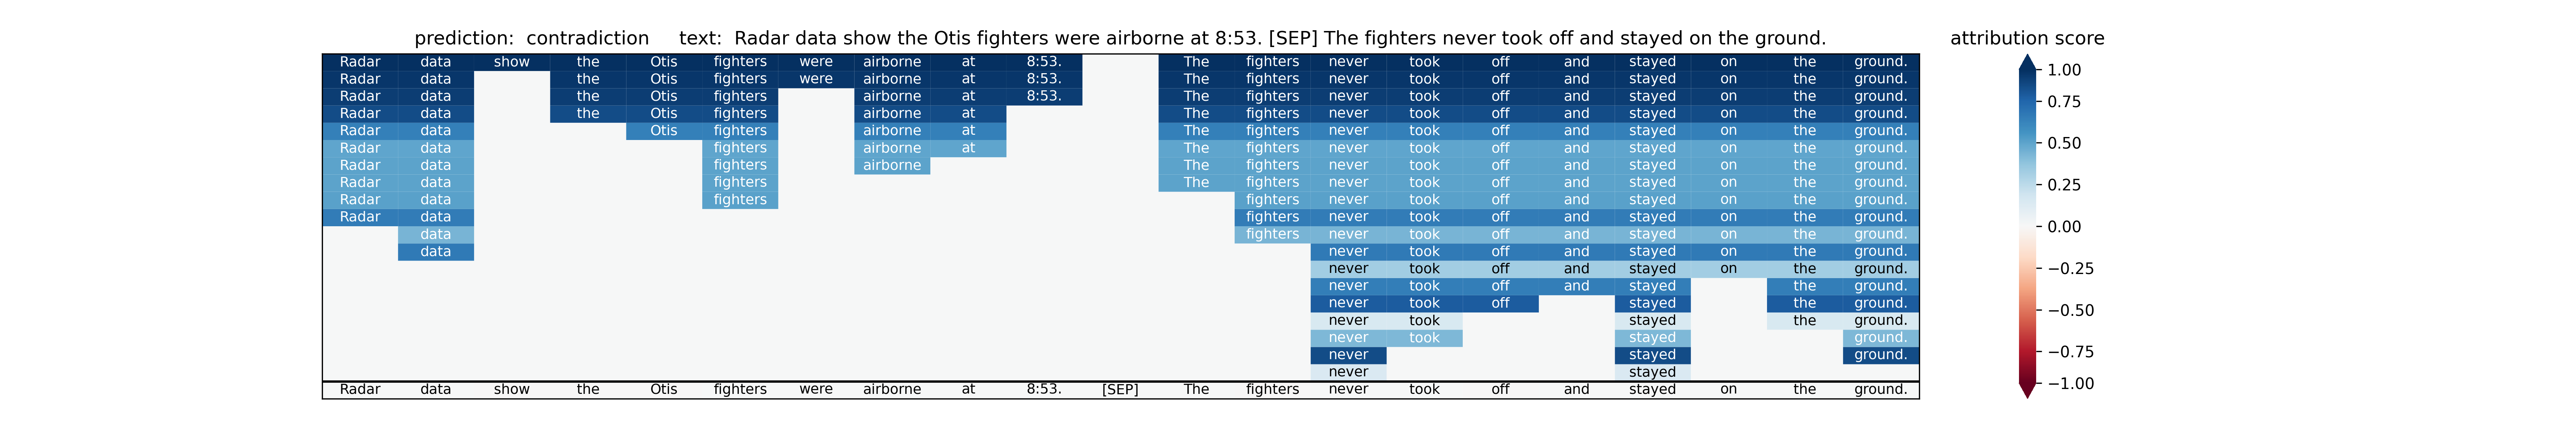 prediction: contradiction text: Radar data show the Otis fighters were airborne at 8:53. [SEP] The fighters never took off and stayed on the ground.
attribution score
Radar data show the Otis fighters were airborne at 8:53. The fighters never took off and stayed on the ground.
Radar data the Otis fighters were airborne at 8:53. The fighters never took off and stayed on the ground.
Radar data the Otis fighters airborne at 8:53. The fighters never took off and stayed on the ground.
Radar data the Otis fighters airborne at The fighters never took off and stayed on the ground.
Radar data Otis fighters airborne at The fighters never took off and stayed on the ground.
Radar data fighters airborne at The fighters never took off and stayed on the ground.
Radar data fighters airborne The fighters never took off and stayed on the ground.
Radar data fighters The fighters never took off and stayed on the ground.
Radar data fighters fighters never took off and stayed on the ground.
Radar data fighters never took off and stayed on the ground.
data fighters never took off and stayed on the ground.
data never took off and stayed on the ground.
never took off and stayed on the ground.
never took off and stayed the ground.
never took off stayed the ground.
never took stayed the ground.
never took stayed ground.
never stayed ground.
never stayed
Radar data show the Otis fighters were airborne at 8:53. [SEP] The fighters never took off and stayed on the ground.
1.00
0.75
0.50
0.25
0.00
−0.25
−0.50
−0.75
−1.00